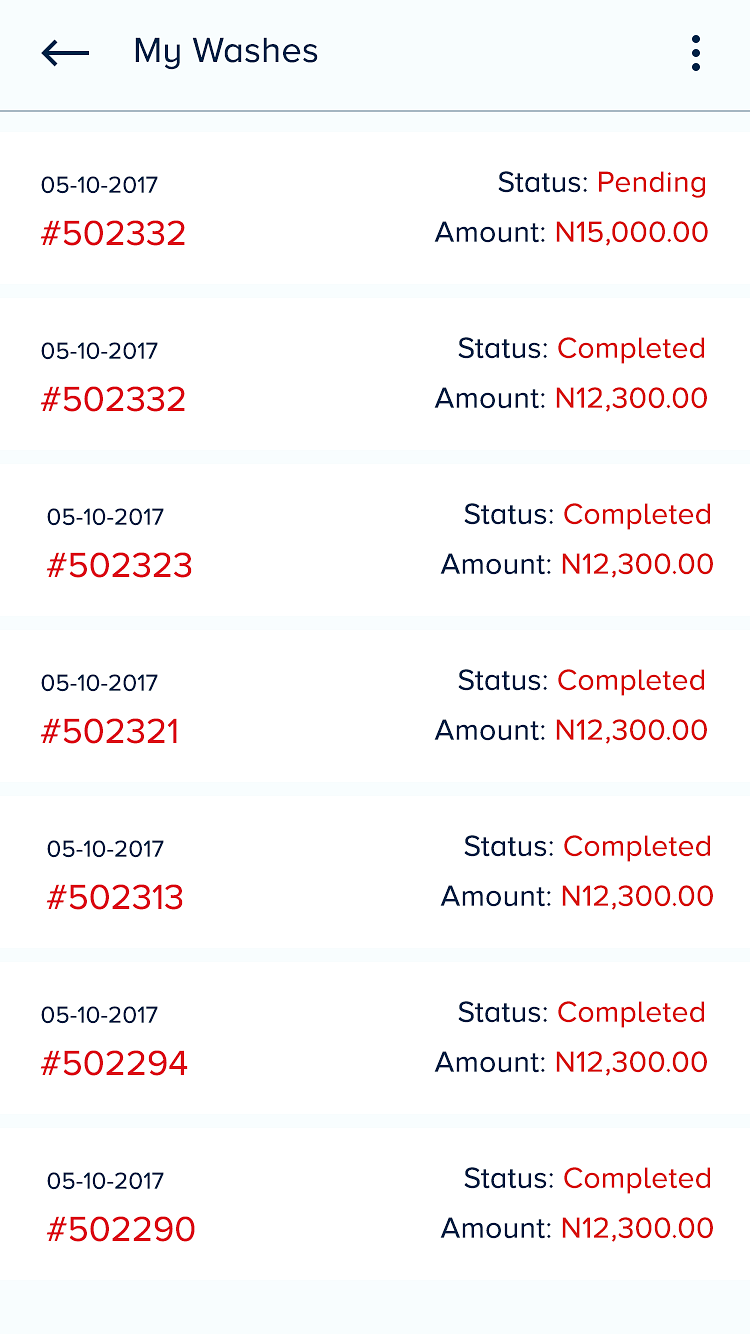 My Washes
05-10-2017 Status: Pending
#502332 Amount: N15,000.00
05-10-2017 Status: Completed
#502332 Amount: N12,300.00
05-10-2017 Status: Completed
#502323 Amount: N12,300.00
05-10-2017 Status: Completed
#502321 Amount: N12,300.00
05-10-2017 Status: Completed
#502313 Amount: N12,300.00
05-10-2017 Status: Completed
#502294 Amount: N12,300.00
05-10-2017 Status: Completed
#502290 Amount: N12,300.00